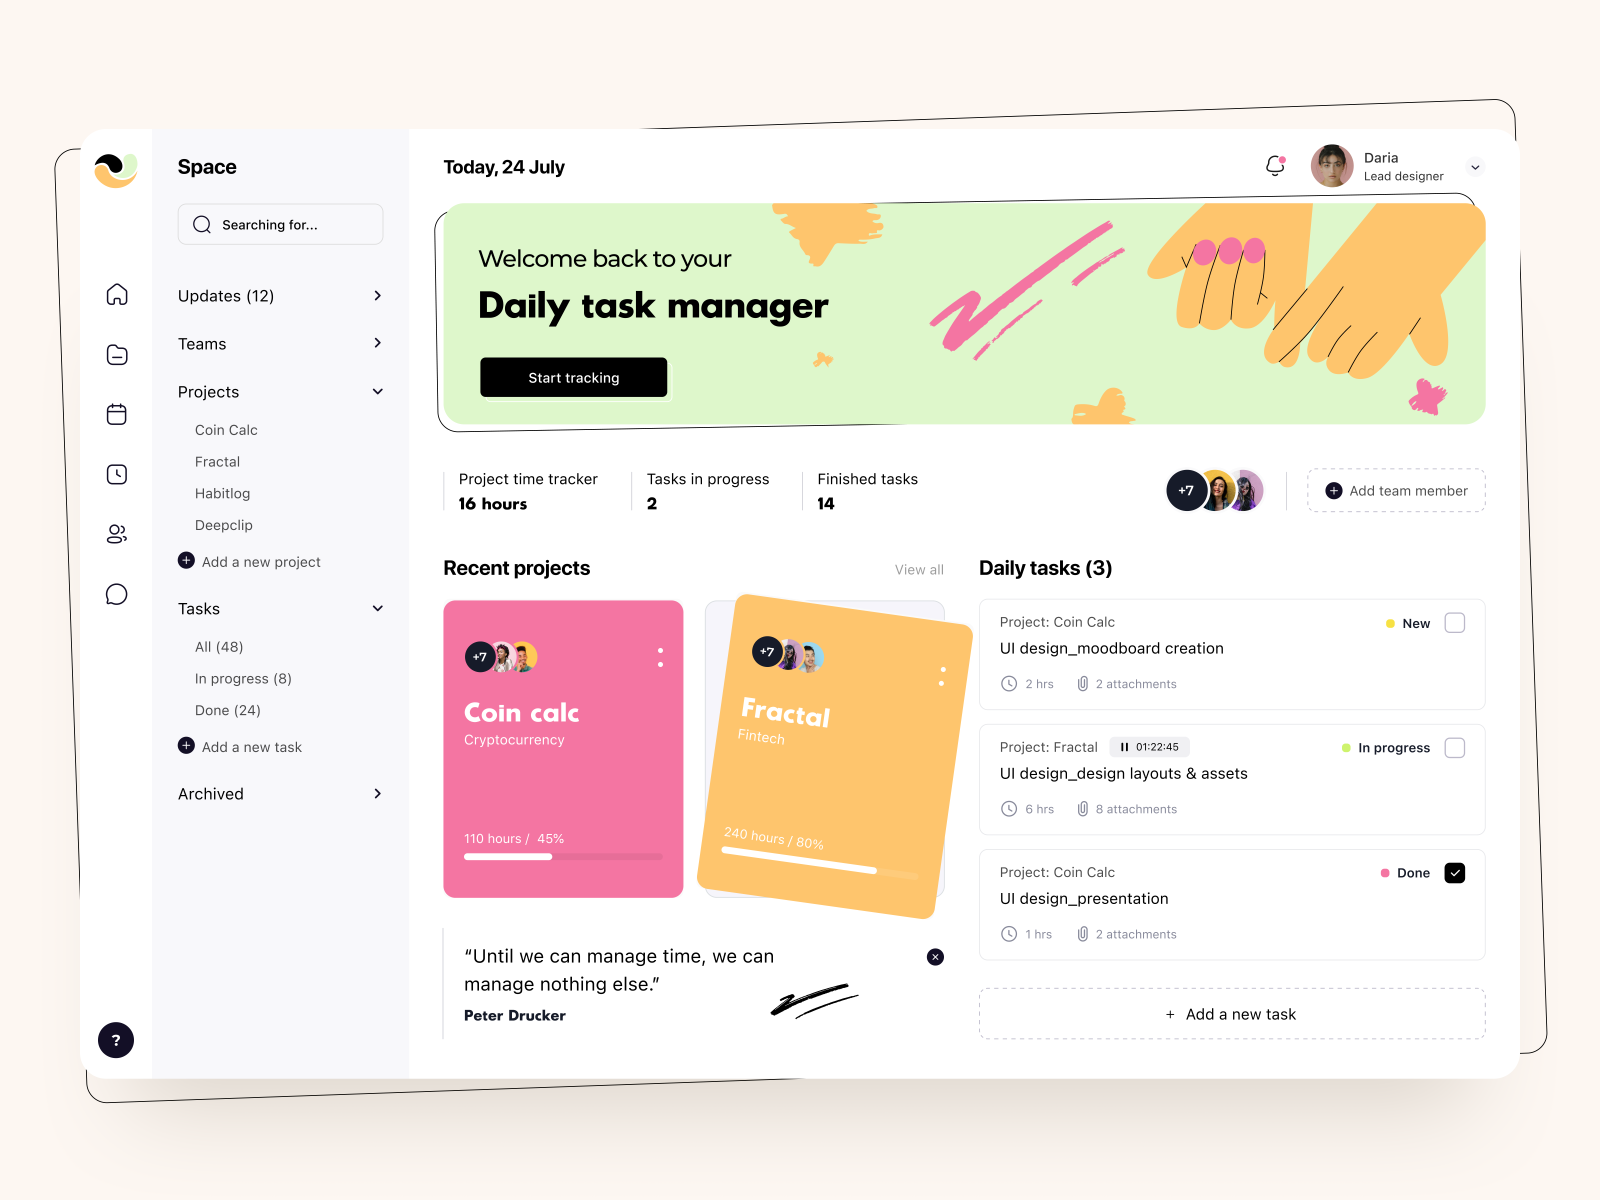 Space
Searching for...
Updates (12)
Teams
Projects
Coin Calc
Fractal
Habitlog
Deepclip
Add a new project
Tasks
All (48)
In progress (8)
Done (24)
Add a new task
Archived
?
Today, 24 July
Daria
Lead designer
Welcome back to your
Daily task manager
Start tracking
Project time tracker
16 hours
Tasks in progress
2
Finished tasks
14
+7
Add team member
Recent projects
View all
+7
Coin calc
Cryptocurrency
110 hours / 45%
+7
Fractal
Fintech
240 hours / 80%
“Until we can manage time, we can
manage nothing else.”
Peter Drucker
Daily tasks (3)
Project: Coin Calc
New
UI design_moodboard creation
2 hrs
2 attachments
Project: Fractal
01:22:45
In progress
UI design_design layouts & assets
6 hrs
8 attachments
Project: Coin Calc
Done
UI design_presentation
1 hrs
2 attachments
+ Add a new task